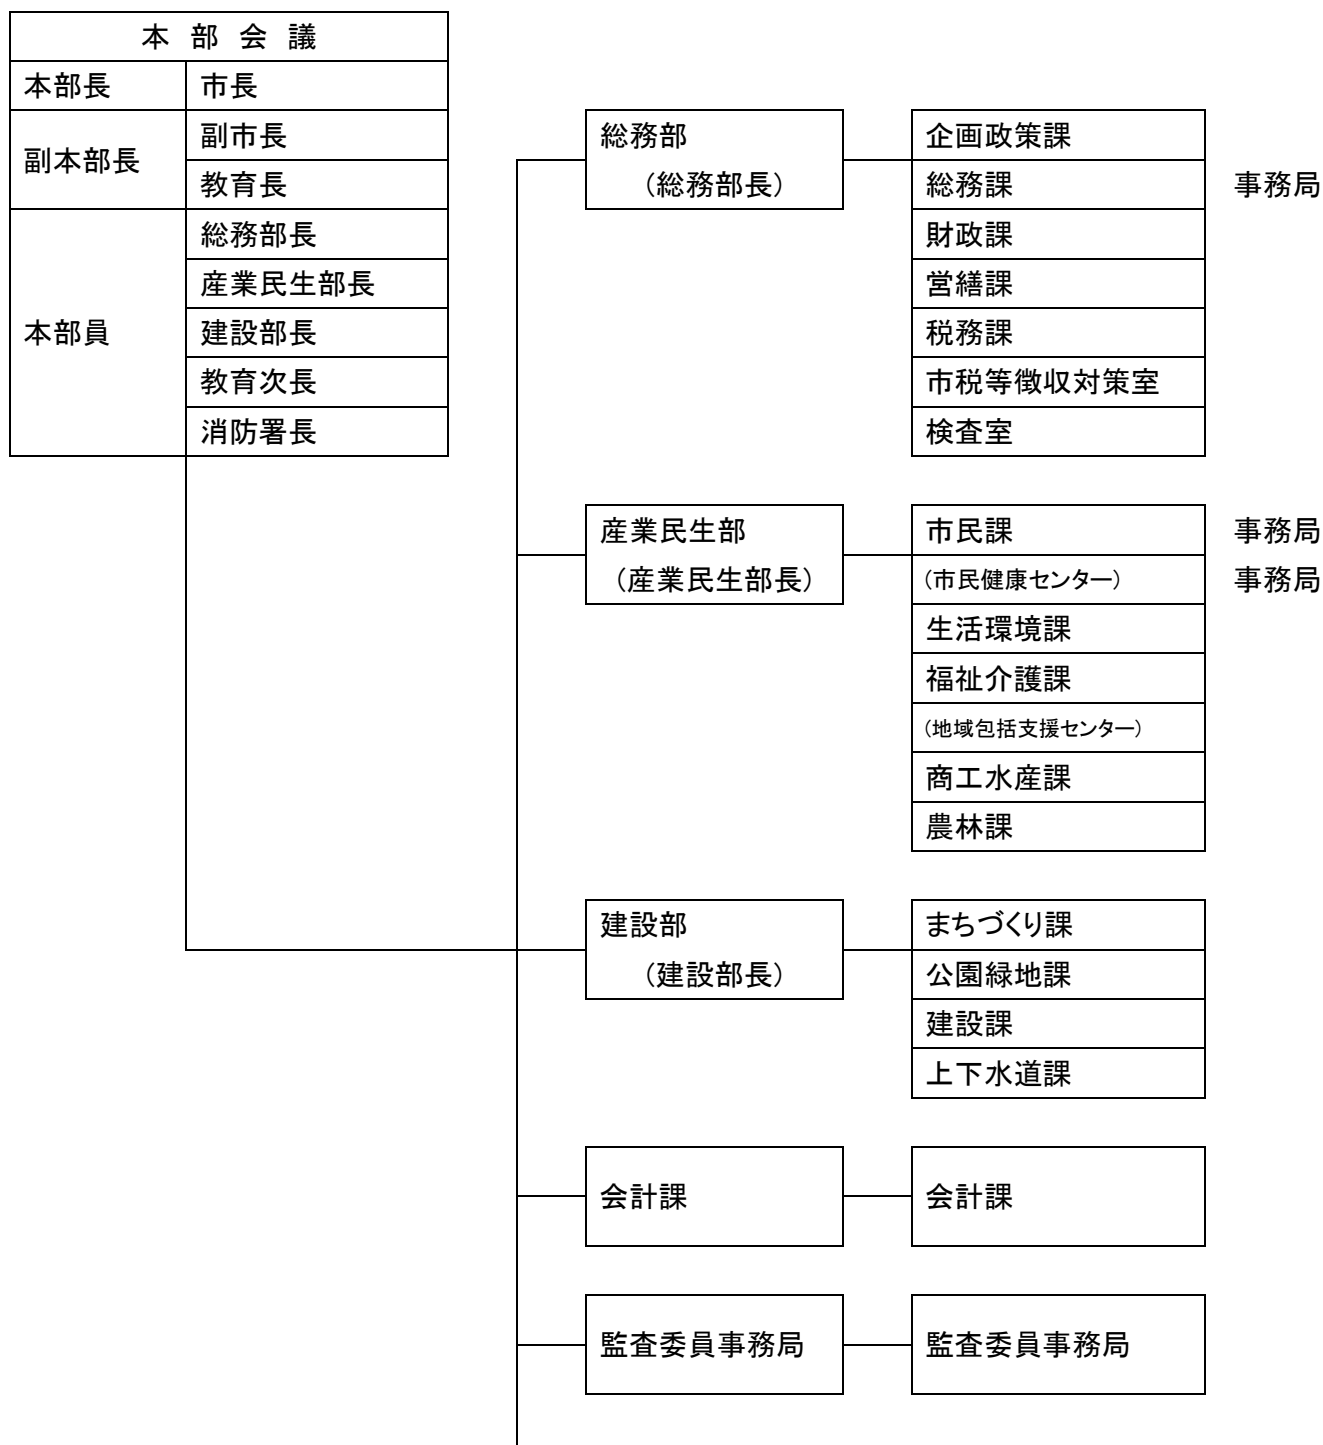 本 部 会 議
本部長 市長
副本部長
副市長
教育長
本部員
総務部長
産業民生部長
建設部長
教育次長
消防署長
総務部
（総務部長）
企画政策課
総務課 事務局
財政課
営繕課
税務課
市税等徴収対策室
検査室
産業民生部
（産業民生部長）
市民課 事務局
（市民健康センター） 事務局
生活環境課
福祉介護課
（地域包括支援センター）
商工水産課
農林課
建設部
（建設部長）
まちづくり課
公園緑地課
建設課
上下水道課
会計課 会計課
監査委員事務局 監査委員事務局